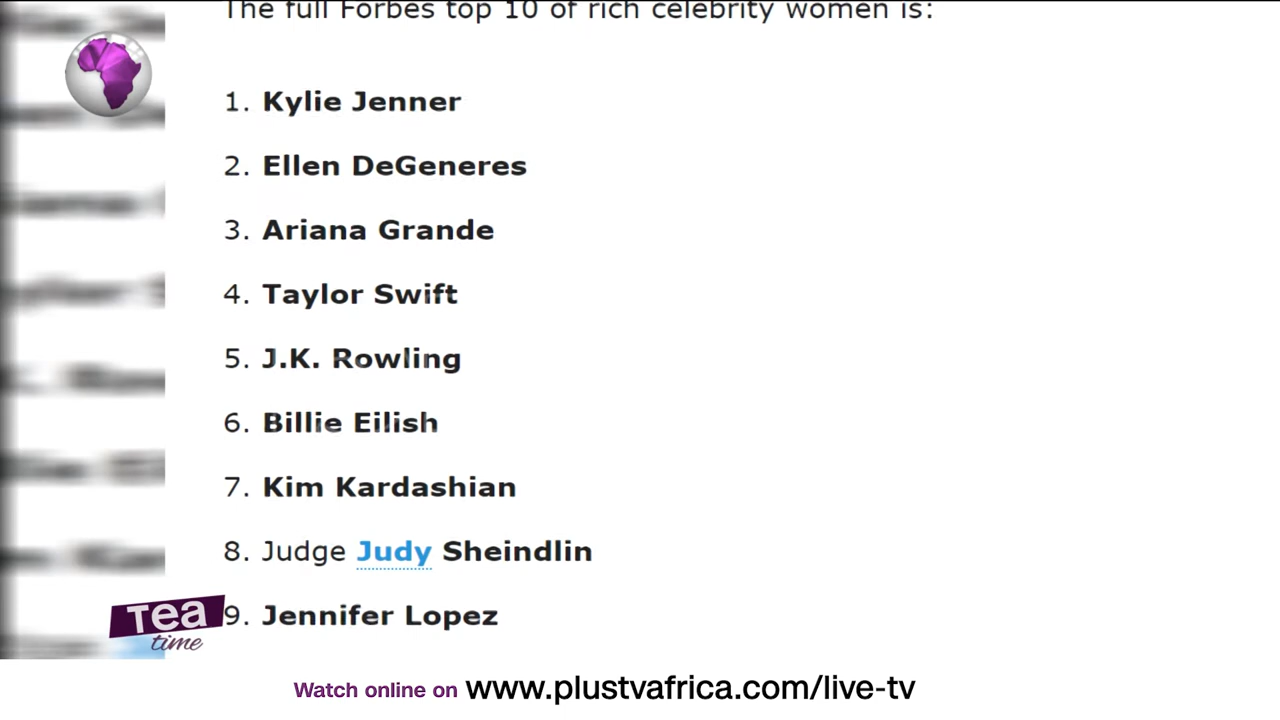 The full Forbes top 10 of rich celebrity women is:
1. Kylie Jenner
2. Ellen DeGeneres
3. Ariana Grande
4. Taylor Swift
5. J.K. Rowling
6. Billie Eilish
7. Kim Kardashian
8. Judge Judy Sheindlin
9. Jennifer Lopez
Tea
time
Watch online on www.plustvafrica.com/live-tv